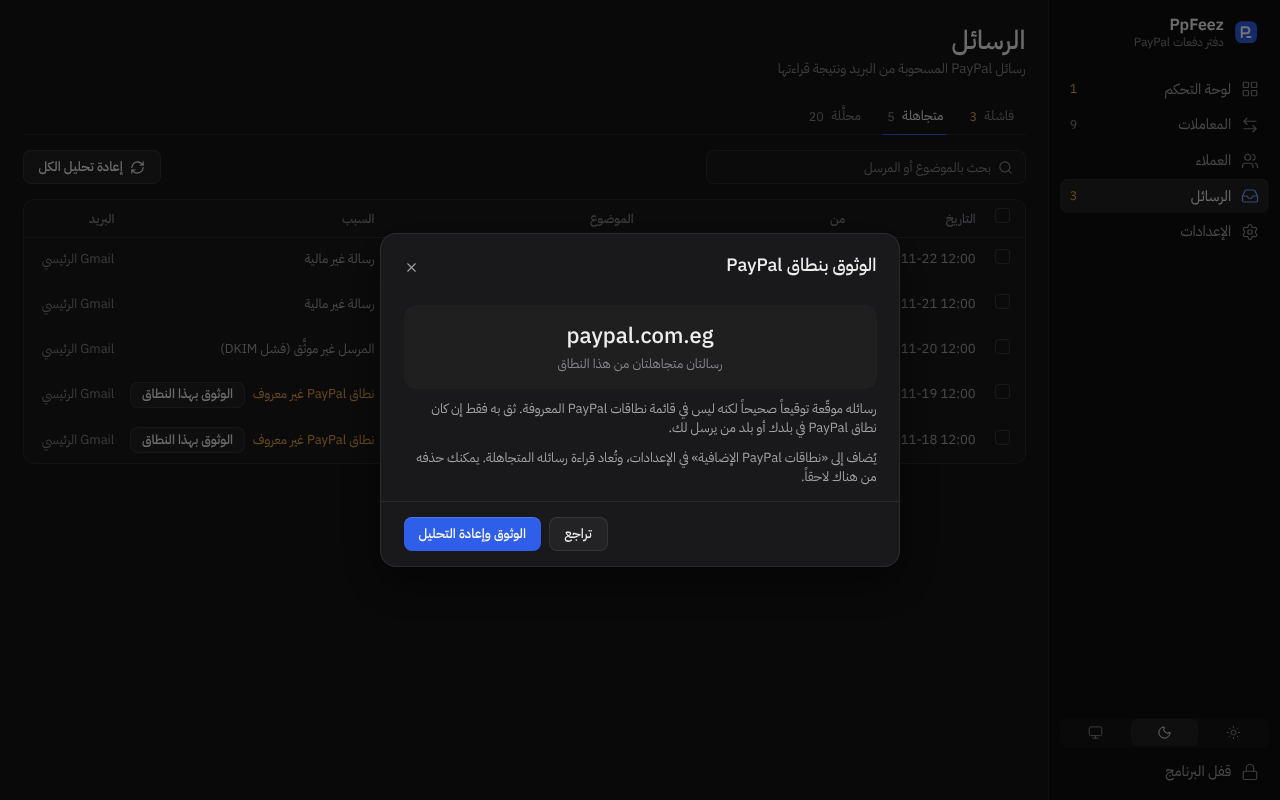 PpFeez
دفتر دفعات PayPal
لوحة التحكم 1
المعاملات 9
العملاء
الرسائل 3
الإعدادات
قفل البرنامج
الرسائل
رسائل PayPal المسحوبة من البريد ونتيجة قراءتها
فاشلة 3 متجاهلة 5 محلَّلة 20
بحث بالموضوع أو المرسل
إعادة تحليل الكل
التاريخ من الموضوع السبب البريد
11-22 12:00 رسالة غير مالية Gmail الرئيسي
11-21 12:00 رسالة غير مالية Gmail الرئيسي
11-20 12:00 المرسل غير موثَّق (فشل DKIM) Gmail الرئيسي
11-19 12:00 نطاق PayPal غير معروف الوثوق بهذا النطاق Gmail الرئيسي
11-18 12:00 نطاق PayPal غير معروف الوثوق بهذا النطاق Gmail الرئيسي
الوثوق بنطاق PayPal
paypal.com.eg
رسالتان متجاهلتان من هذا النطاق
رسائله موقّعة توقيعاً صحيحاً لكنه ليس في قائمة نطاقات PayPal المعروفة. ثق به فقط إن كان
نطاق PayPal في بلدك أو بلد من يرسل لك.
يُضاف إلى «نطاقات PayPal الإضافية» في الإعدادات، وتُعاد قراءة رسائله المتجاهلة. يمكنك حذفه
من هناك لاحقاً.
تراجع
الوثوق وإعادة التحليل